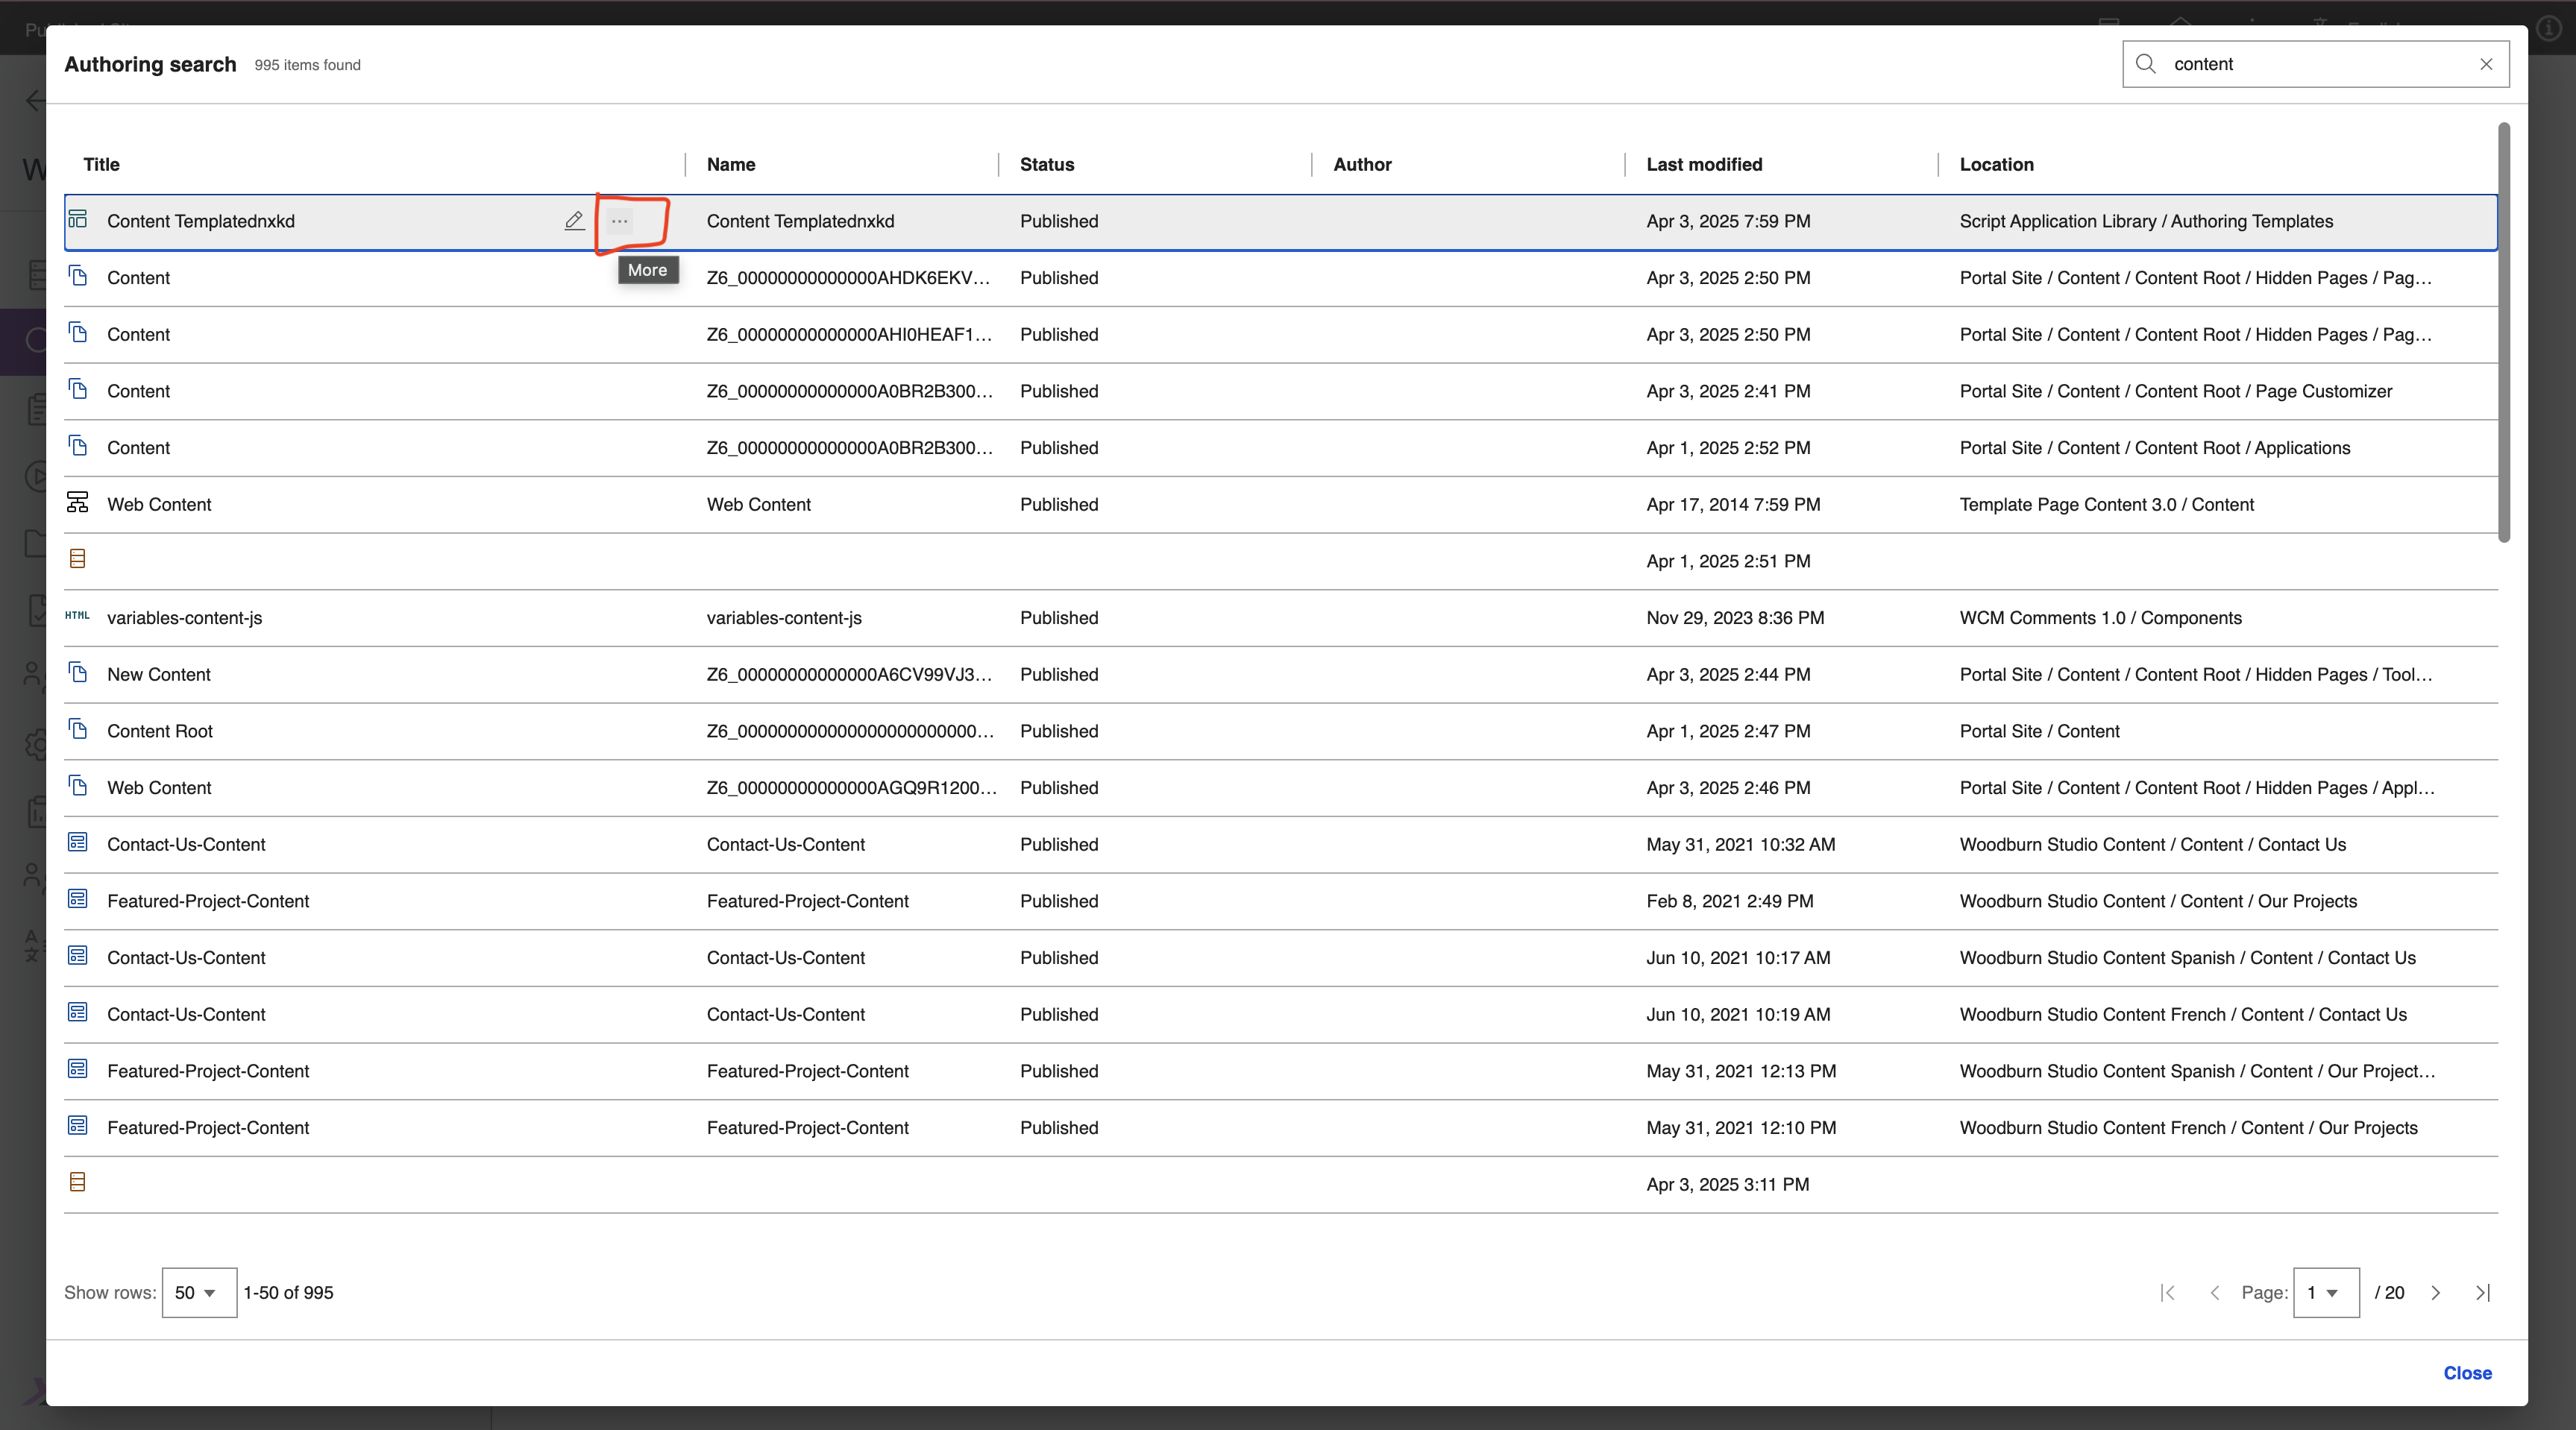 Authoring search 995 items found
content
Title Name Status Author Last modified Location
Content Templatednxkd Content Templatednxkd Published Apr 3, 2025 7:59 PM Script Application Library / Authoring Templates
More
Content Z6_00000000000000AHDK6EKV... Published Apr 3, 2025 2:50 PM Portal Site / Content / Content Root / Hidden Pages / Pag...
Content Z6_00000000000000AHI0HEAF1... Published Apr 3, 2025 2:50 PM Portal Site / Content / Content Root / Hidden Pages / Pag...
Content Z6_00000000000000A0BR2B300... Published Apr 3, 2025 2:41 PM Portal Site / Content / Content Root / Page Customizer
Content Z6_00000000000000A0BR2B300... Published Apr 1, 2025 2:52 PM Portal Site / Content / Content Root / Applications
Web Content Web Content Published Apr 17, 2014 7:59 PM Template Page Content 3.0 / Content
Apr 1, 2025 2:51 PM
HTML variables-content-js variables-content-js Published Nov 29, 2023 8:36 PM WCM Comments 1.0 / Components
New Content Z6_00000000000000A6CV99VJ3... Published Apr 3, 2025 2:44 PM Portal Site / Content / Content Root / Hidden Pages / Tool...
Content Root Z6_000000000000000000000000... Published Apr 1, 2025 2:47 PM Portal Site / Content
Web Content Z6_00000000000000AGQ9R1200... Published Apr 3, 2025 2:46 PM Portal Site / Content / Content Root / Hidden Pages / Appl...
Contact-Us-Content Contact-Us-Content Published May 31, 2021 10:32 AM Woodburn Studio Content / Content / Contact Us
Featured-Project-Content Featured-Project-Content Published Feb 8, 2021 2:49 PM Woodburn Studio Content / Content / Our Projects
Contact-Us-Content Contact-Us-Content Published Jun 10, 2021 10:17 AM Woodburn Studio Content Spanish / Content / Contact Us
Contact-Us-Content Contact-Us-Content Published Jun 10, 2021 10:19 AM Woodburn Studio Content French / Content / Contact Us
Featured-Project-Content Featured-Project-Content Published May 31, 2021 12:13 PM Woodburn Studio Content Spanish / Content / Our Project...
Featured-Project-Content Featured-Project-Content Published May 31, 2021 12:10 PM Woodburn Studio Content French / Content / Our Projects
Apr 3, 2025 3:11 PM
Show rows: 50 1-50 of 995 Page: 1 / 20
Close